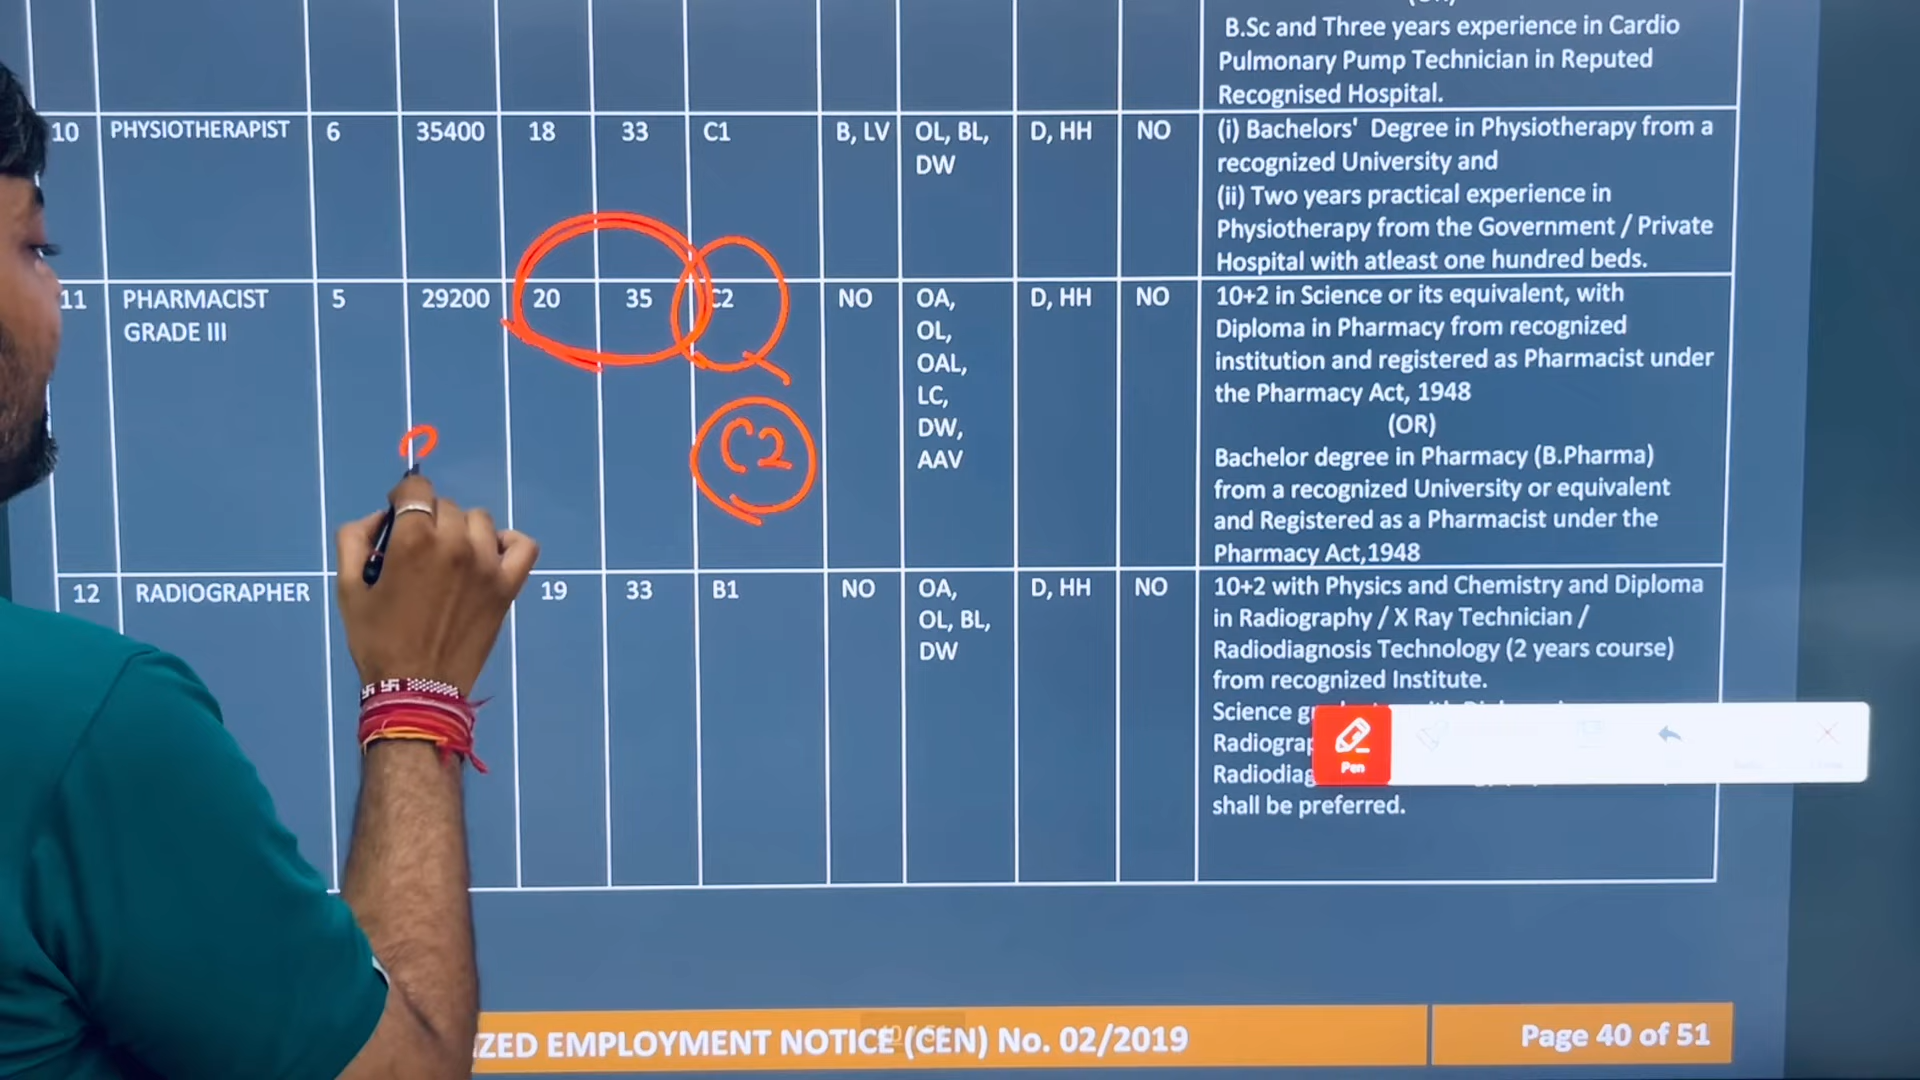 B.Sc and Three years experience in Cardio
Pulmonary Pump Technician in Reputed
Recognised Hospital.
10 PHYSIOTHERAPIST 6 35400 18 33 C1 B, LV OL, BL, D, HH NO (i) Bachelors' Degree in Physiotherapy from a
DW recognized University and
(ii) Two years practical experience in
Physiotherapy from the Government / Private
Hospital with atleast one hundred beds.
11 PHARMACIST 5 29200 20 35 C2 NO OA, D, HH NO 10+2 in Science or its equivalent, with
GRADE III OL, Diploma in Pharmacy from recognized
OAL, institution and registered as Pharmacist under
LC, the Pharmacy Act, 1948
DW, (OR)
C2 AAV Bachelor degree in Pharmacy (B.Pharma)
from a recognized University or equivalent
and Registered as a Pharmacist under the
Pharmacy Act,1948
12 RADIOGRAPHER 19 33 B1 NO OA, D, HH NO 10+2 with Physics and Chemistry and Diploma
OL, BL, in Radiography / X Ray Technician /
DW Radiodiagnosis Technology (2 years course)
from recognized Institute.
Science
shall be preferred.
Pen
EMPLOYMENT NOTICE (CEN) No. 02/2019 Page 40 of 51